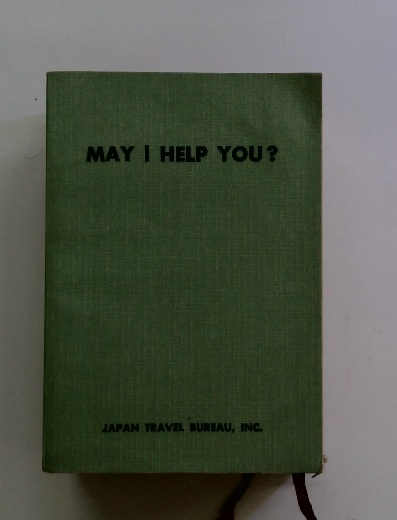 MAY I HELP YOU?
JAPAN TRAVEL BUREAU, INC.